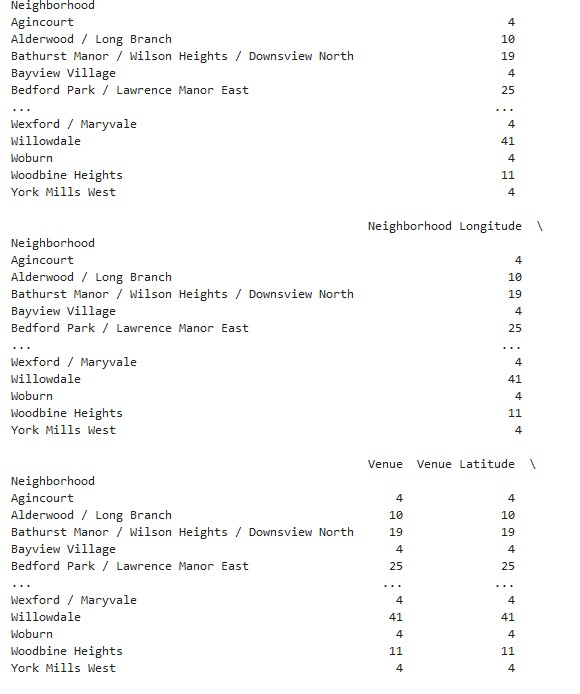 Neighborhood
Agincourt 4
Alderwood / Long Branch 10
Bathurst Manor / Wilson Heights / Downsview North 19
Bayview Village 4
Bedford Park / Lawrence Manor East 25
... ...
Wexford / Maryvale 4
Willowdale 41
Woburn 4
Woodbine Heights 11
York Mills West 4
Neighborhood Longitude \
Neighborhood
Agincourt 4
Alderwood / Long Branch 10
Bathurst Manor / Wilson Heights / Downsview North 19
Bayview Village 4
Bedford Park / Lawrence Manor East 25
... ...
Wexford / Maryvale 4
Willowdale 41
Woburn 4
Woodbine Heights 11
York Mills West 4
Venue Venue Latitude \
Neighborhood
Agincourt 4 4
Alderwood / Long Branch 10 10
Bathurst Manor / Wilson Heights / Downsview North 19 19
Bayview Village 4 4
Bedford Park / Lawrence Manor East 25 25
... ... ...
Wexford / Maryvale 4 4
Willowdale 41 41
Woburn 4 4
Woodbine Heights 11 11
York Mills West 4 4